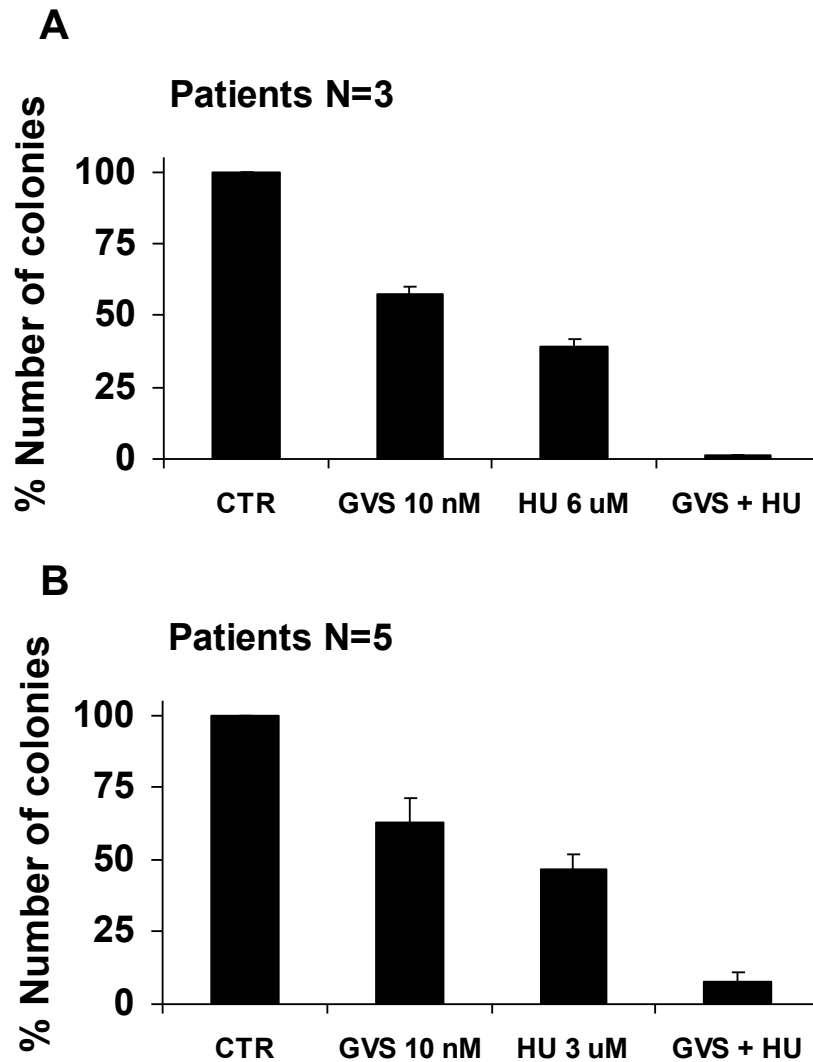 A
Patients N=3
% Number of colonies
100
75
50
25
0
CTR GVS 10 nM HU 6 uM GVS + HU
B
Patients N=5
% Number of colonies
100
75
50
25
0
CTR GVS 10 nM HU 3 uM GVS + HU